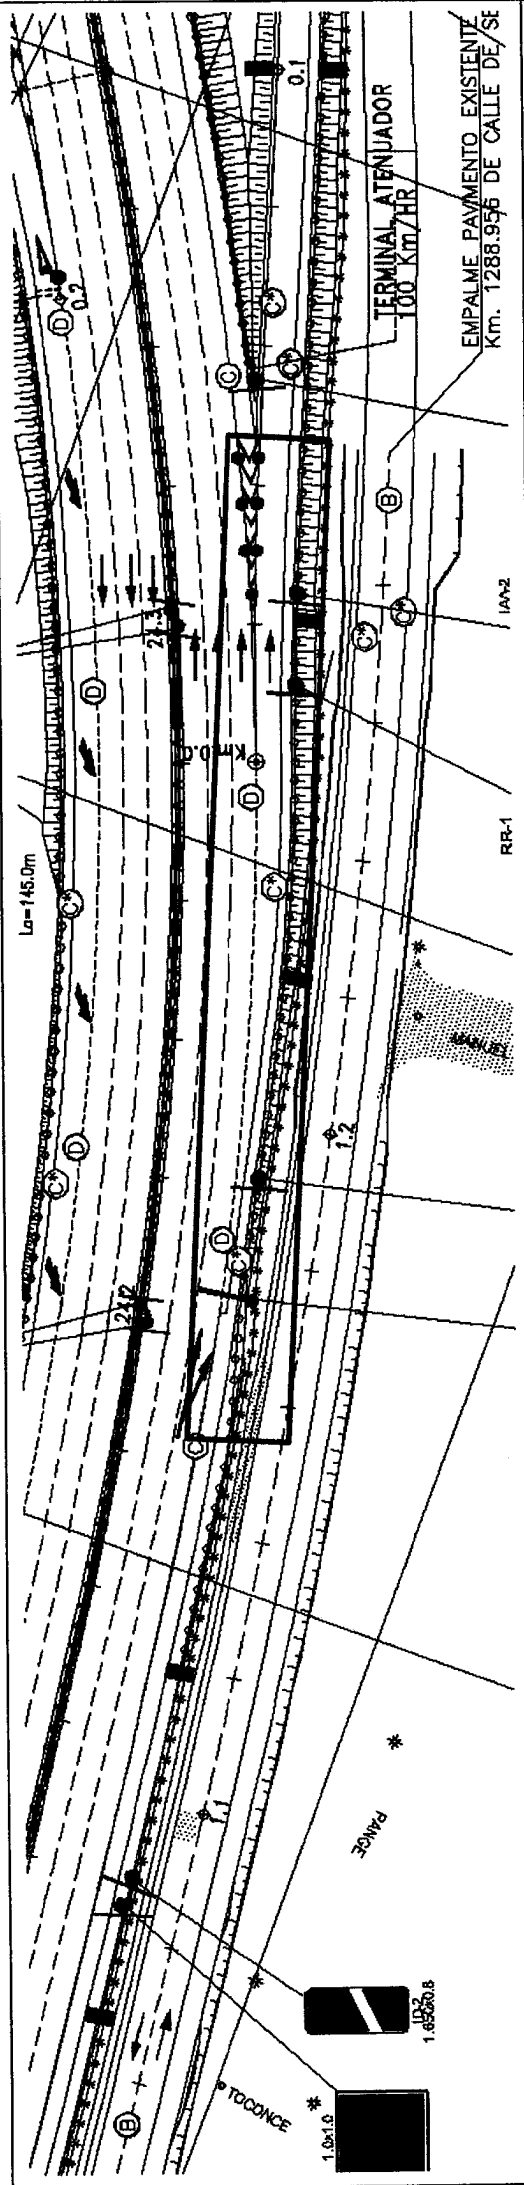 0.1
TERMINAL ATENUADOR
100 Km/HR
EMPALME PAVIMENTO EXISTENTE
Km. 1288.956 DE CALLE DE SE
D
0.2
C
C*
C*
B
C*
C*
IAA-2
D
Km.0.0
D
C*
RR-1
La=145.0m
C*
D
C*
1.2
D
C*
C
1.1
PANGE
ID-2
B
TOCONCE
1.0x1.0